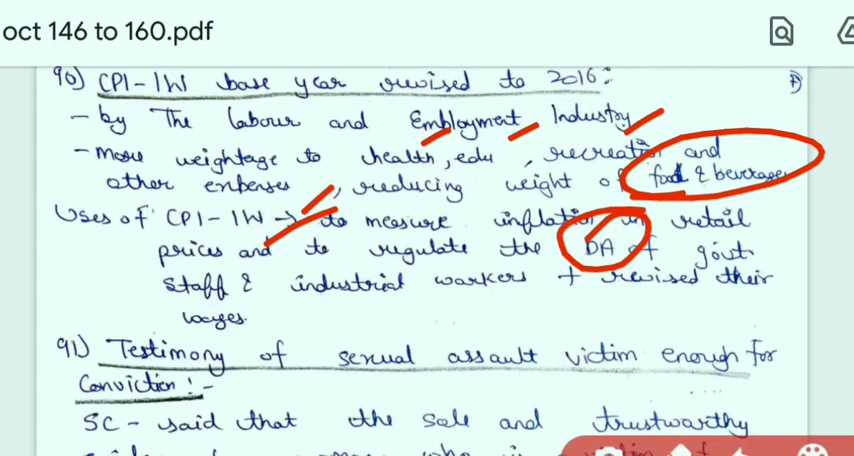 oct 146 to 160.pdf
90) CPI-IW base year revised to 2016:
- by The Labour and Employment Industry
- more weightage to health, edu, recreation and
other enpenses, reducing weight of food & beverages
Uses of CPI-IW → to measure inflation in retail
prices and to regulate the DA of govt.
staff & industrial workers + revised their
wages.
91) Testimony of sexual assault victim enough for
Conviction:-
SC - said that the sole and trustworthy